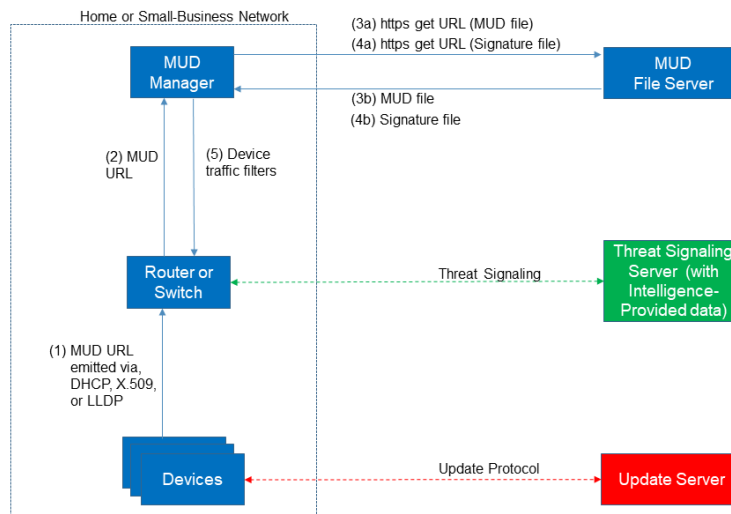 Home or Small-Business Network
(3a) https get URL (MUD file)
(4a) https get URL (Signature file)
MUD
Manager
MUD
File Server
(3b) MUD file
(4b) Signature file
(2) MUD
URL
(5) Device
traffic filters
Router or
Switch
Threat Signaling
Threat Signaling
Server (with
Intelligence-
Provided data)
(1) MUD URL
emitted via,
DHCP, X.509,
or LLDP
Devices
Update Protocol
Update Server